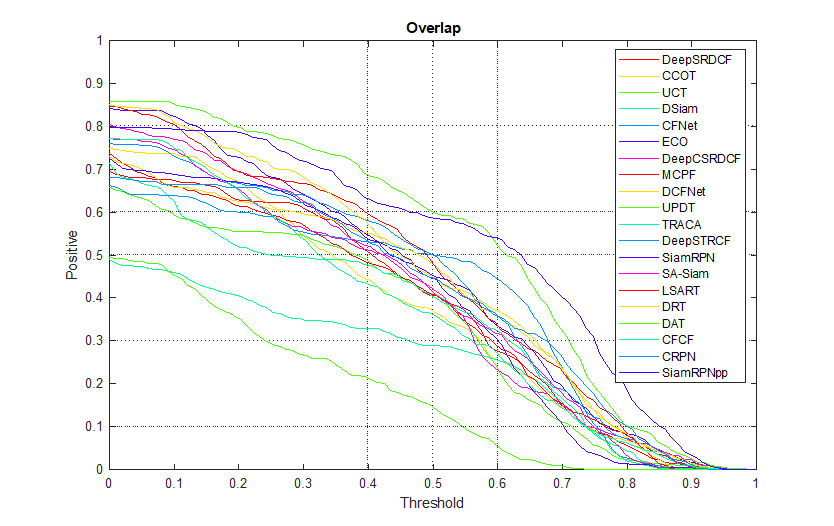 Overlap
1
0.9
0.8
0.7
0.6
0.5
0.4
0.3
0.2
0.1
0
Positive
0 0.1 0.2 0.3 0.4 0.5 0.6 0.7 0.8 0.9 1
Threshold
DeepSRDCF
CCOT
UCT
DSiam
CFNet
ECO
DeepCSRDCF
MCPF
DCFNet
UPDT
TRACA
DeepSTRCF
SiamRPN
SA-Siam
LSART
DRT
DAT
CFCF
CRPN
SiamRPNpp